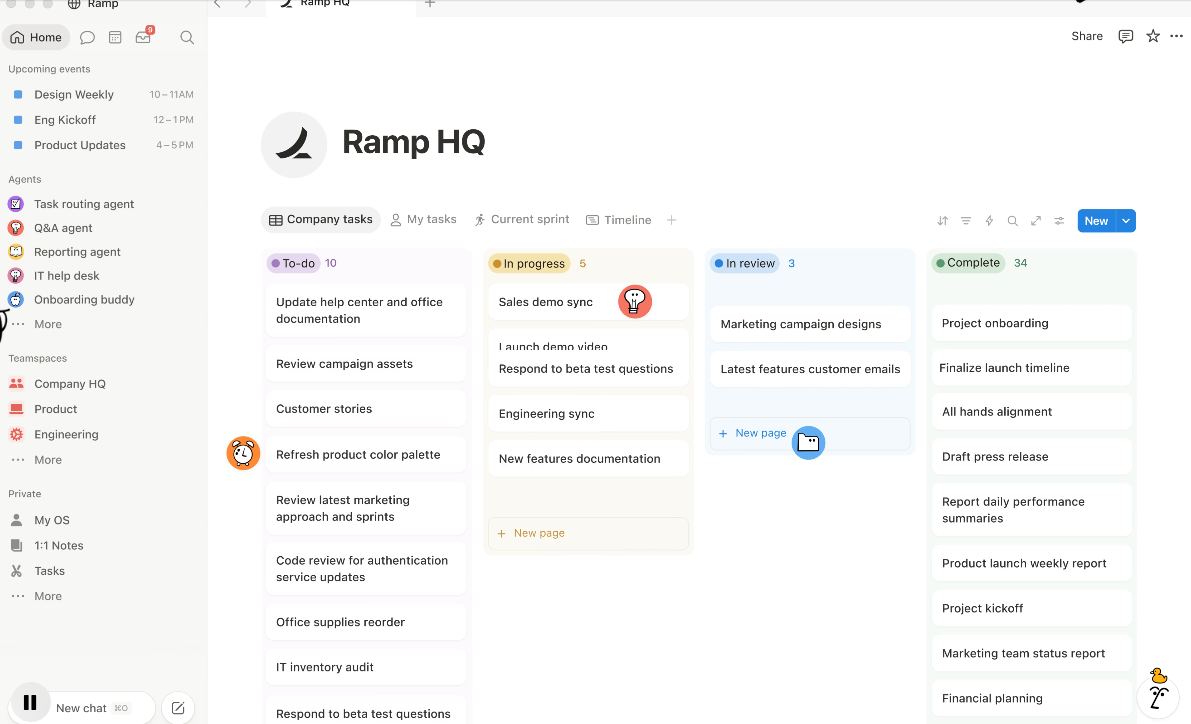 Ramp
Ramp HQ
Home
9
Share
Upcoming events
Design Weekly
10 – 11AM
Eng Kickoff
12 – 1 PM
Product Updates
4 – 5 PM
Agents
Task routing agent
Q&A agent
Reporting agent
IT help desk
Onboarding buddy
More
Teamspaces
Company HQ
Product
Engineering
More
Private
My OS
1:1 Notes
Tasks
More
New chat ⌘O
Ramp HQ
Company tasks
My tasks
Current sprint
Timeline
New
To-do 10
Update help center and office
documentation
Review campaign assets
Customer stories
Refresh product color palette
Review latest marketing
approach and sprints
Code review for authentication
service updates
Office supplies reorder
IT inventory audit
Respond to beta test questions
In progress 5
Sales demo sync
Launch demo video
Respond to beta test questions
Engineering sync
New features documentation
+ New page
In review 3
Marketing campaign designs
Latest features customer emails
+ New page
Complete 34
Project onboarding
Finalize launch timeline
All hands alignment
Draft press release
Report daily performance
summaries
Product launch weekly report
Project kickoff
Marketing team status report
Financial planning